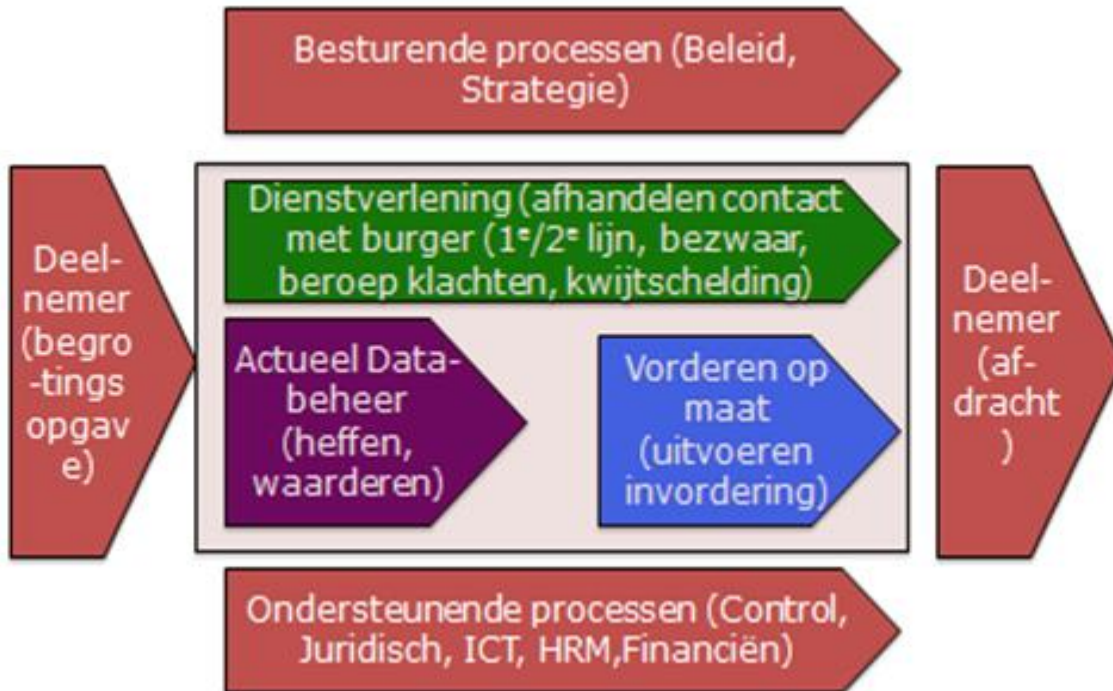 Besturende processen (Beleid,
Strategie)
Deel-
nemer
(begro
-tings
opgav
e)
Dienstverlening (afhandelen contact
met burger (1e/2e lijn, bezwaar,
beroep klachten, kwijtschelding)
Actueel Data-
beheer
(heffen,
waarderen)
Vorderen op
maat
(uitvoeren
invordering)
Deel-
nemer
(af-
dracht
)
Ondersteunende processen (Control,
Juridisch, ICT, HRM,Financiën)